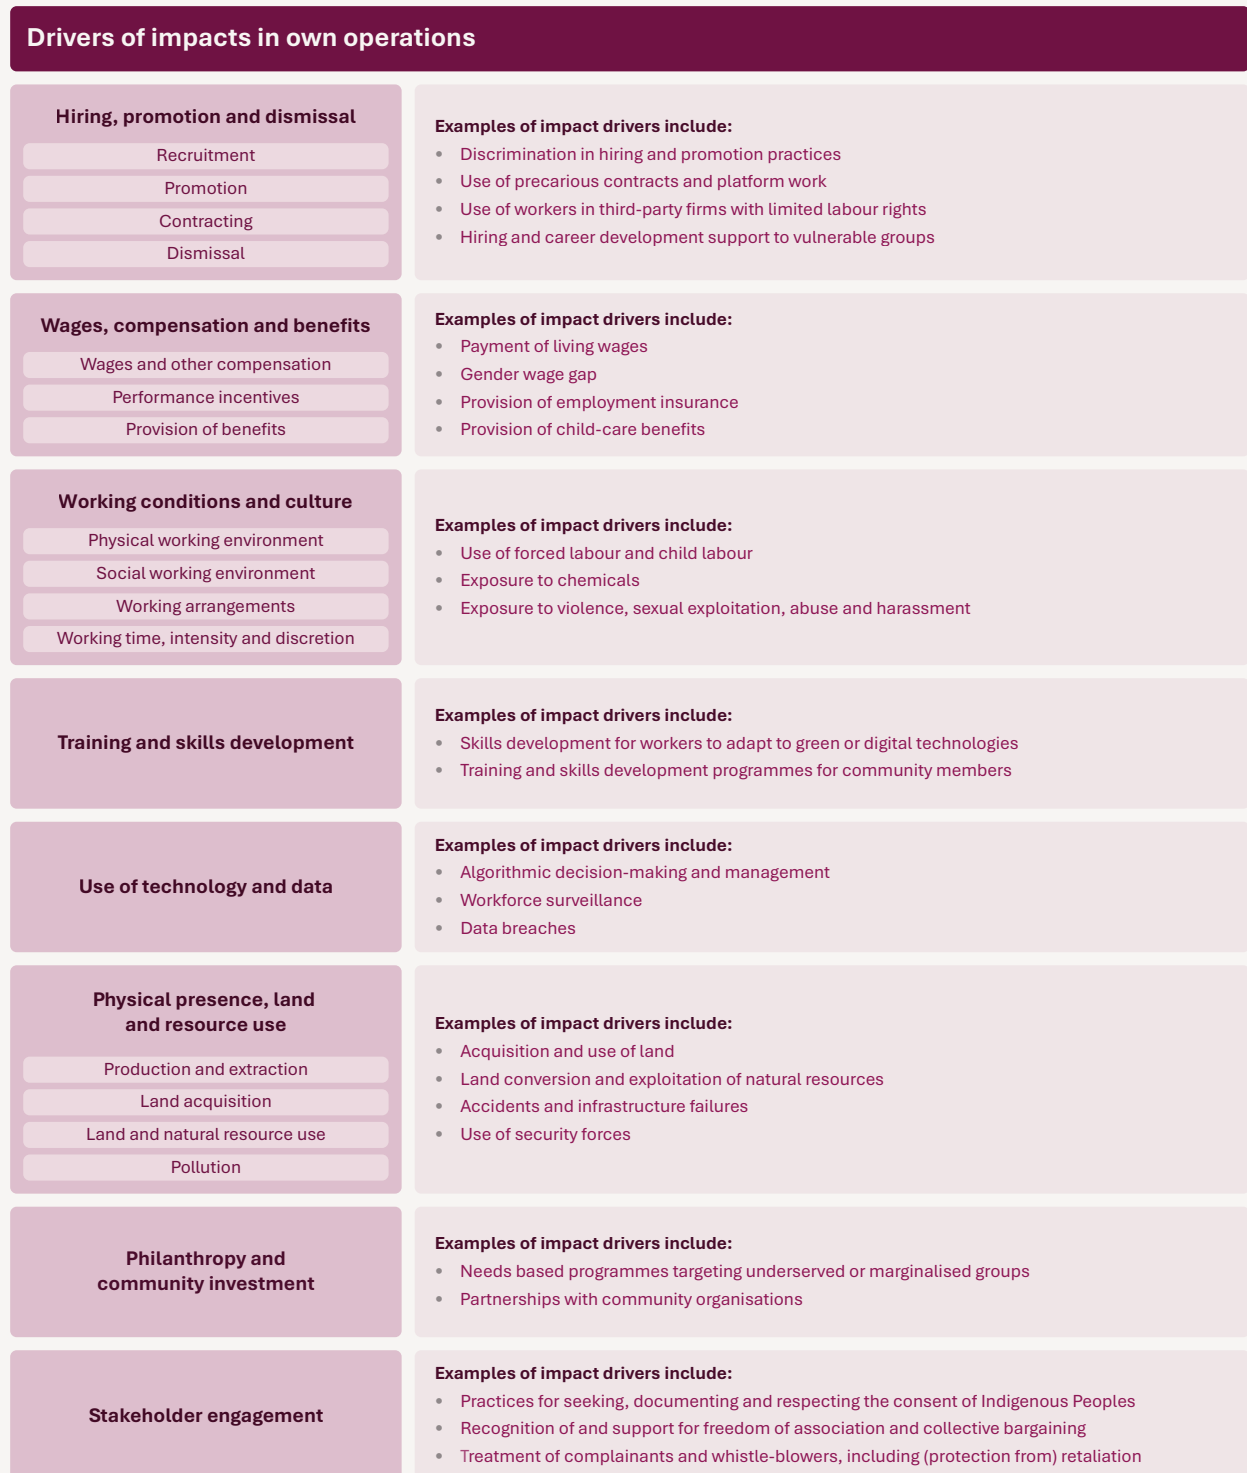 Drivers of impacts in own operations
Hiring, promotion and dismissal
Recruitment
Promotion
Contracting
Dismissal
Examples of impact drivers include:
• Discrimination in hiring and promotion practices
• Use of precarious contracts and platform work
• Use of workers in third-party firms with limited labour rights
• Hiring and career development support to vulnerable groups
Wages, compensation and benefits
Wages and other compensation
Performance incentives
Provision of benefits
Examples of impact drivers include:
• Payment of living wages
• Gender wage gap
• Provision of employment insurance
• Provision of child-care benefits
Working conditions and culture
Physical working environment
Social working environment
Working arrangements
Working time, intensity and discretion
Examples of impact drivers include:
• Use of forced labour and child labour
• Exposure to chemicals
• Exposure to violence, sexual exploitation, abuse and harassment
Training and skills development
Examples of impact drivers include:
• Skills development for workers to adapt to green or digital technologies
• Training and skills development programmes for community members
Use of technology and data
Examples of impact drivers include:
• Algorithmic decision-making and management
• Workforce surveillance
• Data breaches
Physical presence, land
and resource use
Production and extraction
Land acquisition
Land and natural resource use
Pollution
Examples of impact drivers include:
• Acquisition and use of land
• Land conversion and exploitation of natural resources
• Accidents and infrastructure failures
• Use of security forces
Philanthropy and
community investment
Examples of impact drivers include:
• Needs based programmes targeting underserved or marginalised groups
• Partnerships with community organisations
Stakeholder engagement
Examples of impact drivers include:
• Practices for seeking, documenting and respecting the consent of Indigenous Peoples
• Recognition of and support for freedom of association and collective bargaining
• Treatment of complainants and whistle-blowers, including (protection from) retaliation